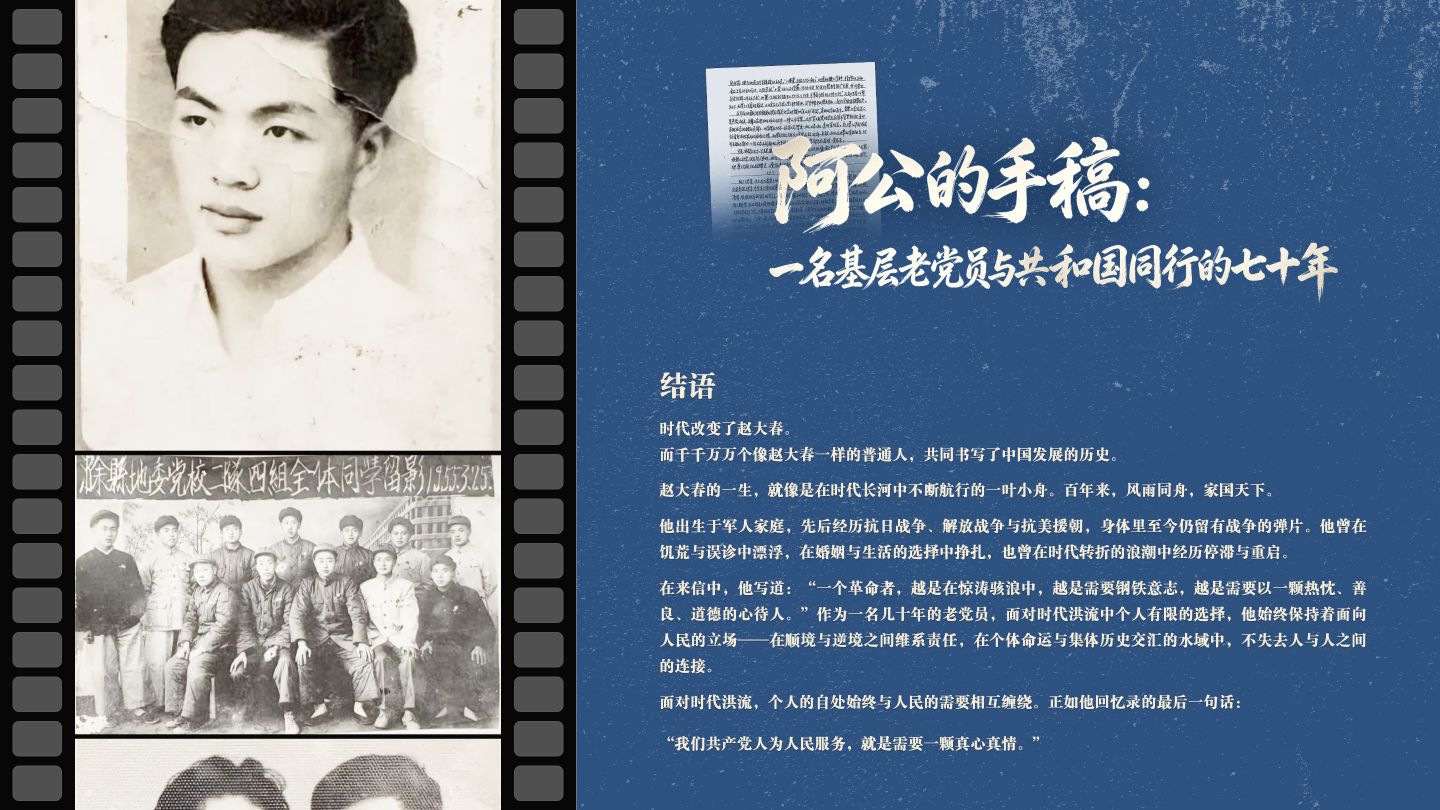 滁縣地委党校二隊四組全体同学留影1955.3.25.
阿公的手稿：
一名基层老党员与共和国同行的七十年
结语
时代改变了赵大春。
而千千万万个像赵大春一样的普通人，共同书写了中国发展的历史。
赵大春的一生，就像是在时代长河中不断航行的一叶小舟。百年来，风雨同舟，家国天下。
他出生于军人家庭，先后经历抗日战争、解放战争与抗美援朝，身体里至今仍留有战争的弹片。他曾在
饥荒与误诊中漂浮，在婚姻与生活的选择中挣扎，也曾在时代转折的浪潮中经历停滞与重启。
在来信中，他写道：“一个革命者，越是在惊涛骇浪中，越是需要钢铁意志，越是需要以一颗热忱、善
良、道德的心待人。”作为一名几十年的老党员，面对时代洪流中个人有限的选择，他始终保持着面向
人民的立场——在顺境与逆境之间维系责任，在个体命运与集体历史交汇的水域中，不失去人与人之间
的连接。
面对时代洪流，个人的自处始终与人民的需要相互缠绕。正如他回忆录的最后一句话：
“我们共产党人为人民服务，就是需要一颗真心真情。”